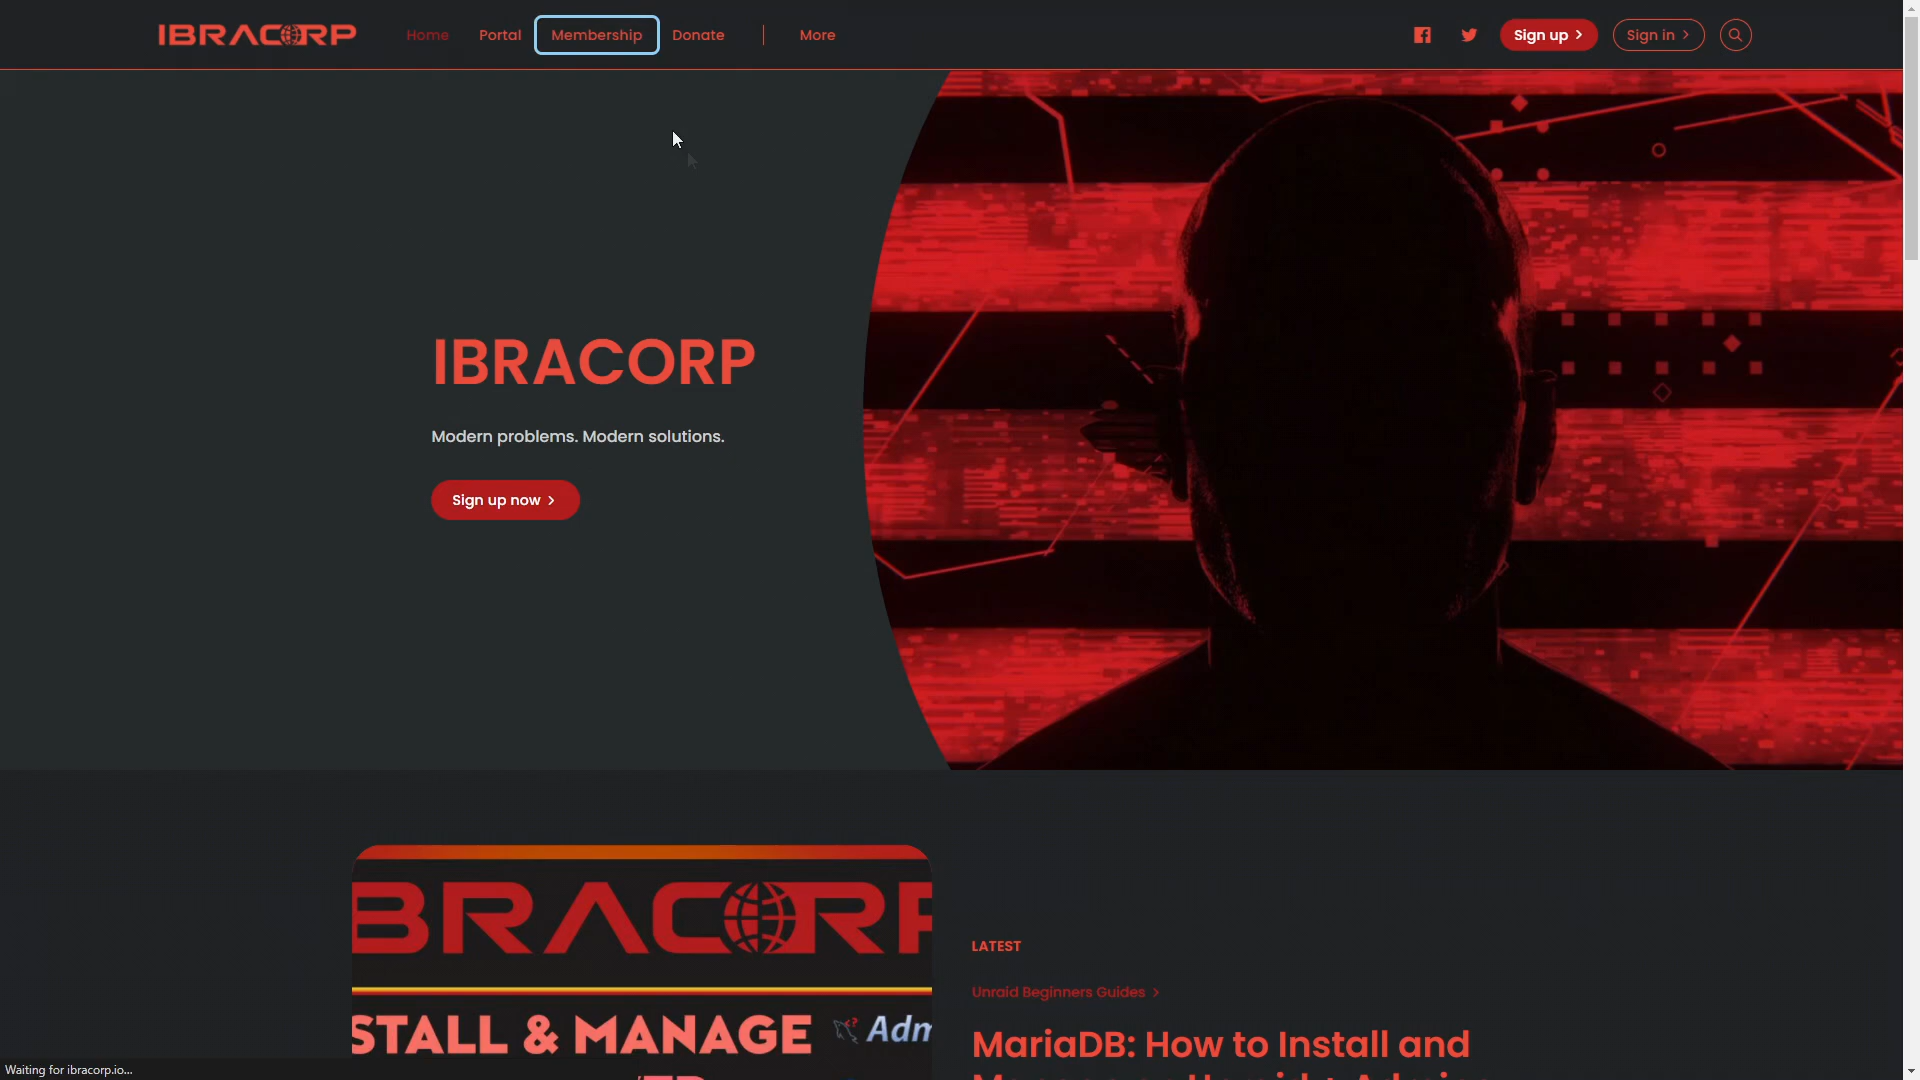 IBRACORP Home Portal Membership Donate More Sign up Sign in
IBRACORP
Modern problems. Modern solutions.
Sign up now
BRACORP
STALL & MANAGE Adm
LATEST
Unraid Beginners Guides
MariaDB: How to Install and
Waiting for ibracorp.io...